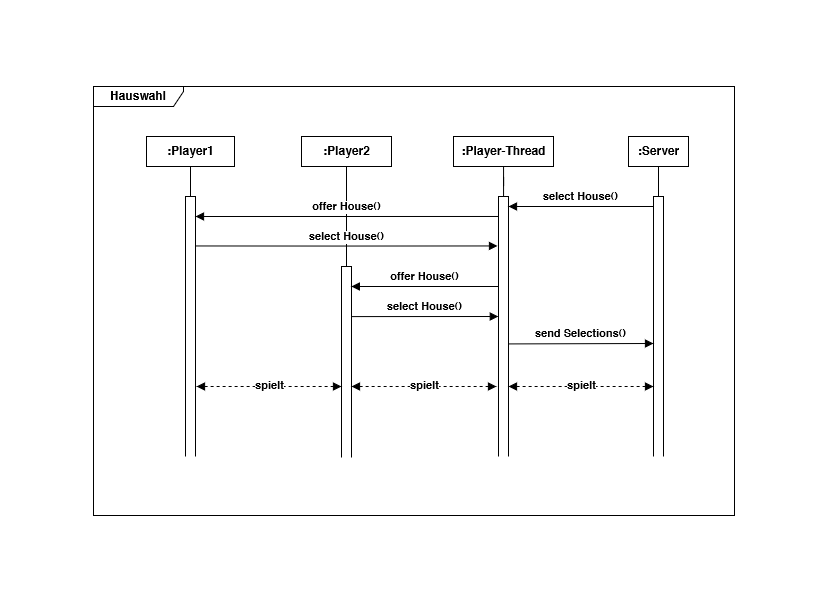 Hauswahl
:Player1
:Player2
:Player-Thread
:Server
select House()
offer House()
select House()
offer House()
select House()
send Selections()
spielt
spielt
spielt